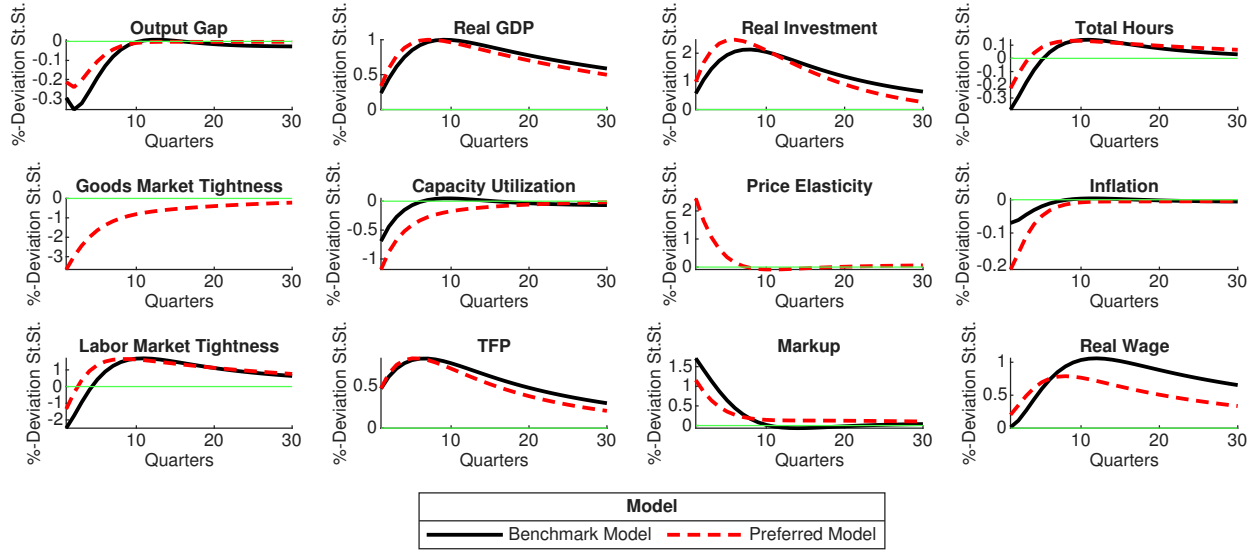 Output Gap
%-Deviation St.St.
0
-0.1
-0.2
-0.3
10
20
30
Quarters
Real GDP
%-Deviation St.St.
1
0.5
0
10
20
30
Quarters
Real Investment
%-Deviation St.St.
2
1
0
10
20
30
Quarters
Total Hours
%-Deviation St.St.
0.1
0
-0.1
-0.2
-0.3
10
20
30
Quarters
Goods Market Tightness
%-Deviation St.St.
0
-1
-2
-3
10
20
30
Quarters
Capacity Utilization
%-Deviation St.St.
0
-0.5
-1
10
20
30
Quarters
Price Elasticity
%-Deviation St.St.
2
1
0
10
20
30
Quarters
Inflation
%-Deviation St.St.
0
-0.1
-0.2
10
20
30
Quarters
Labor Market Tightness
%-Deviation St.St.
1
0
-1
-2
10
20
30
Quarters
TFP
%-Deviation St.St.
0.5
0
10
20
30
Quarters
Markup
%-Deviation St.St.
1.5
1
0.5
0
10
20
30
Quarters
Real Wage
%-Deviation St.St.
1
0.5
0
10
20
30
Quarters
Model
Benchmark Model
Preferred Model